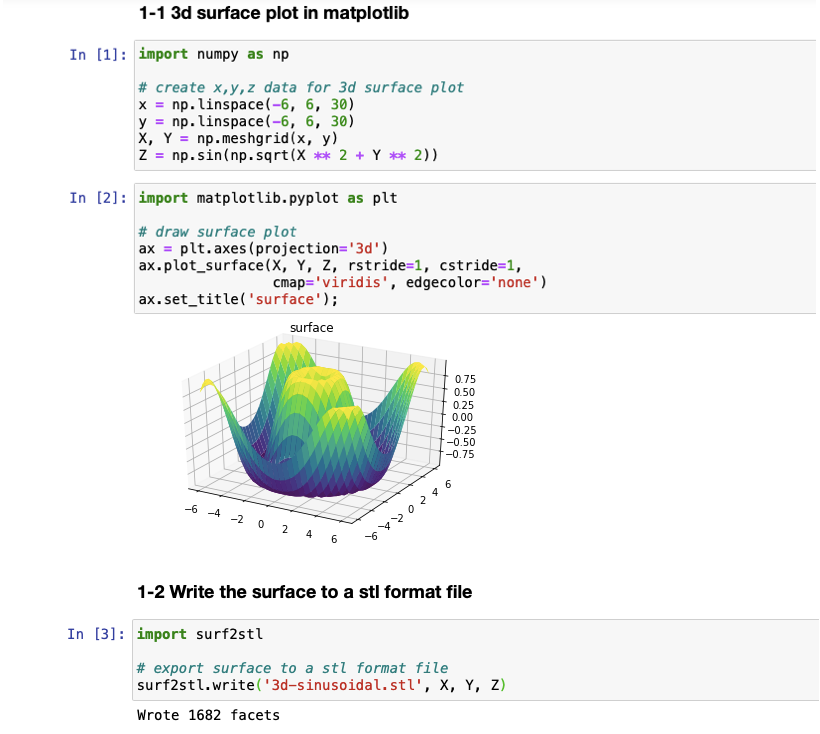 1-1 3d surface plot in matplotlib
In [1]: import numpy as np
# create x,y,z data for 3d surface plot
x = np.linspace(-6, 6, 30)
y = np.linspace(-6, 6, 30)
X, Y = np.meshgrid(x, y)
Z = np.sin(np.sqrt(X ** 2 + Y ** 2))
In [2]: import matplotlib.pyplot as plt
# draw surface plot
ax = plt.axes(projection='3d')
ax.plot_surface(X, Y, Z, rstride=1, cstride=1,
cmap='viridis', edgecolor='none')
ax.set_title('surface');
surface
0.75
0.50
0.25
0.00
−0.25
−0.50
−0.75
−6 −4 −2 0 2 4 6
−6 −4 −2 0 2 4 6
1-2 Write the surface to a stl format file
In [3]: import surf2stl
# export surface to a stl format file
surf2stl.write('3d-sinusoidal.stl', X, Y, Z)
Wrote 1682 facets